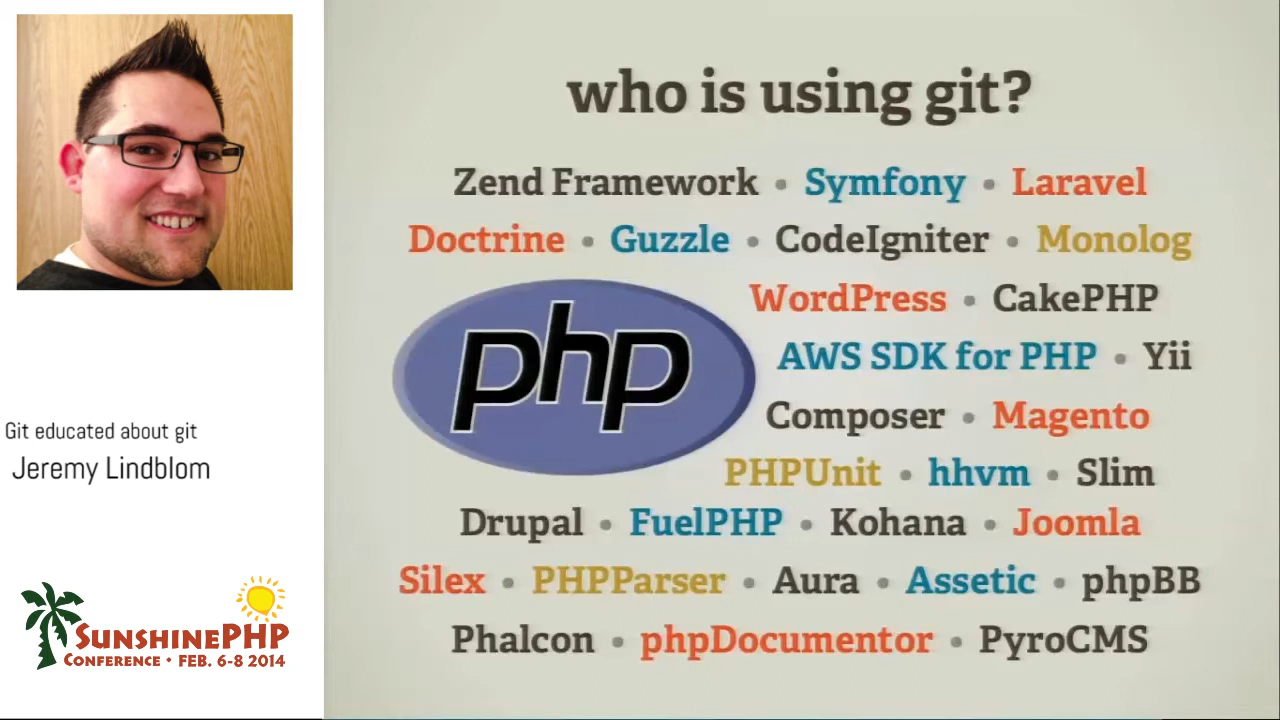 who is using git?
Zend Framework • Symfony • Laravel
Doctrine • Guzzle • CodeIgniter • Monolog
php
WordPress • CakePHP
AWS SDK for PHP • Yii
Composer • Magento
PHPUnit • hhvm • Slim
Drupal • FuelPHP • Kohana • Joomla
Silex • PHPParser • Aura • Assetic • phpBB
Phalcon • phpDocumentor • PyroCMS
Git educated about git
Jeremy Lindblom
SunshinePHP
Conference • Feb. 6-8 2014